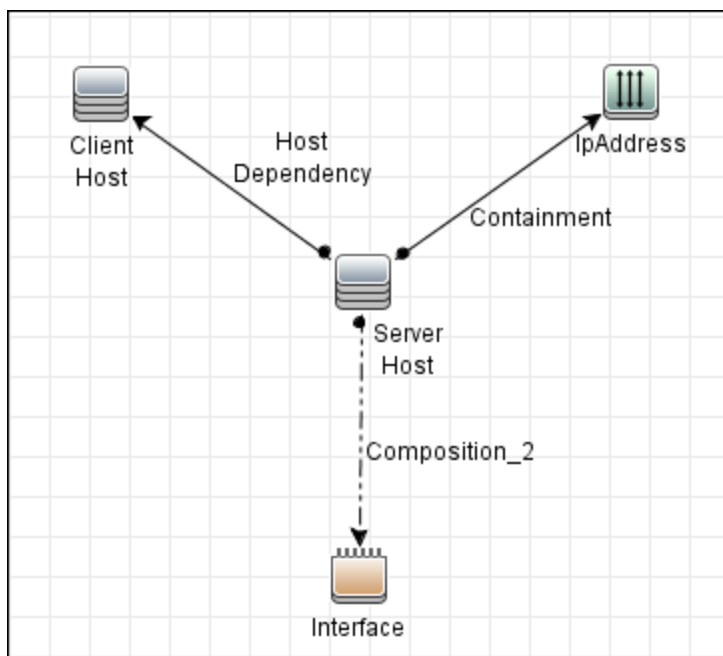 Client
Host
Host
Dependency
IpAddress
Containment
Server
Host
Composition_2
Interface